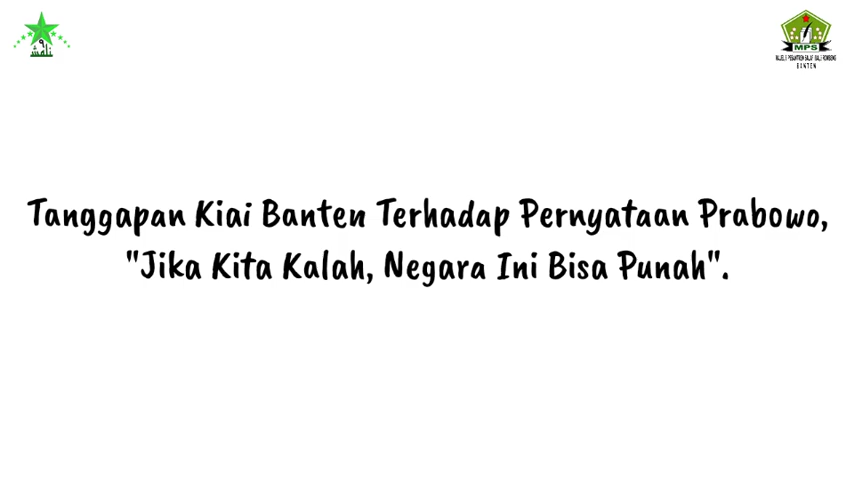 MPS
BANTEN
Tanggapan Kiai Banten Terhadap Pernyataan Prabowo,
"Jika Kita Kalah, Negara Ini Bisa Punah".